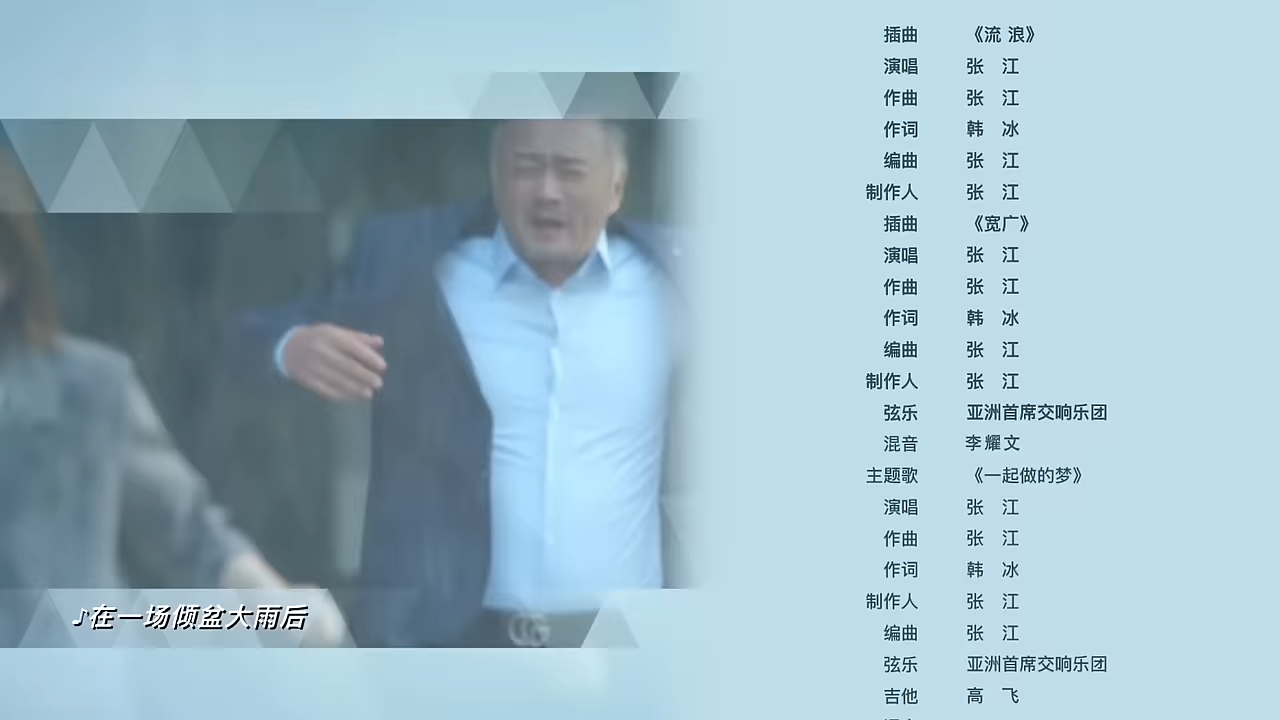 插曲 《流 浪》
演唱 张 江
作曲 张 江
作词 韩 冰
编曲 张 江
制作人 张 江
插曲 《宽广》
演唱 张 江
作曲 张 江
作词 韩 冰
编曲 张 江
制作人 张 江
弦乐 亚洲首席交响乐团
混音 李耀文
主题歌 《一起做的梦》
演唱 张 江
作曲 张 江
作词 韩 冰
制作人 张 江
编曲 张 江
弦乐 亚洲首席交响乐团
吉他 高 飞
♪在一场倾盆大雨后